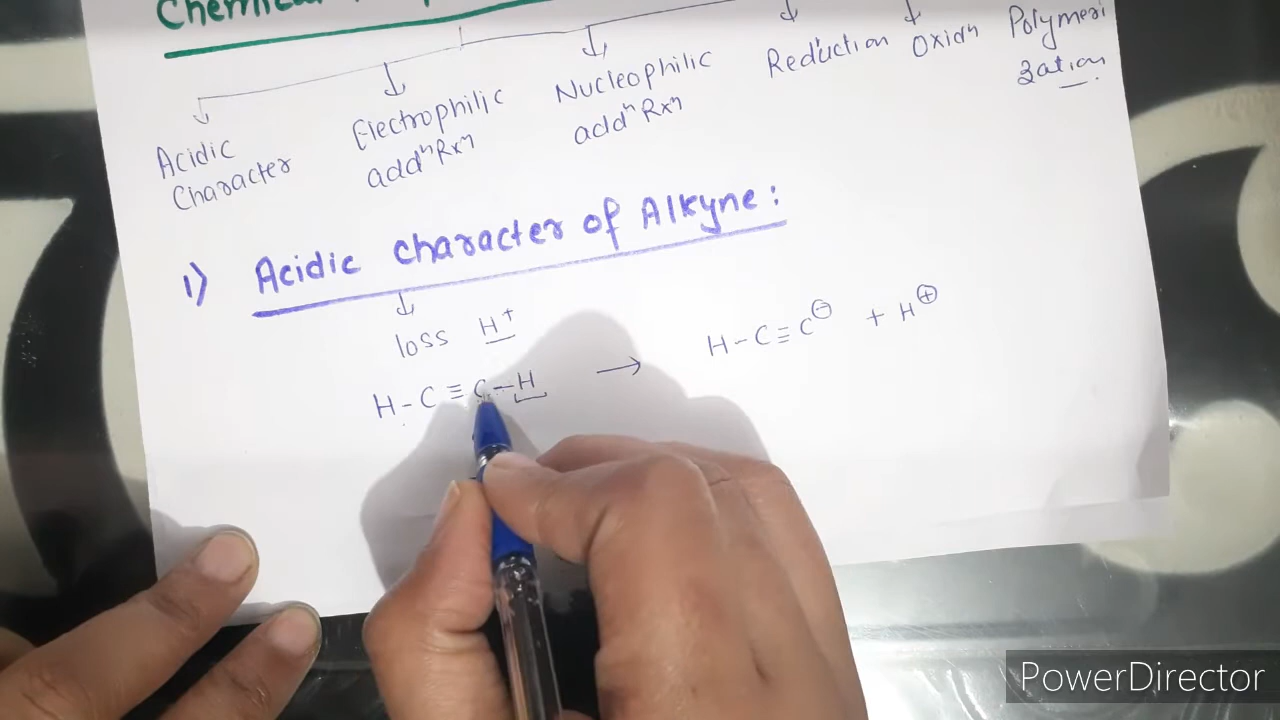 Chemical
Acidic
Character
Electrophilic
addⁿ Rxⁿ
Nucleophilic
addⁿ Rxⁿ
Reduction
Oxidⁿ
Polymeri
zation
1) Acidic character of Alkyne:
loss H⁺
H-C≡C-H → H-C≡C⊖ + H⊕
PowerDirector